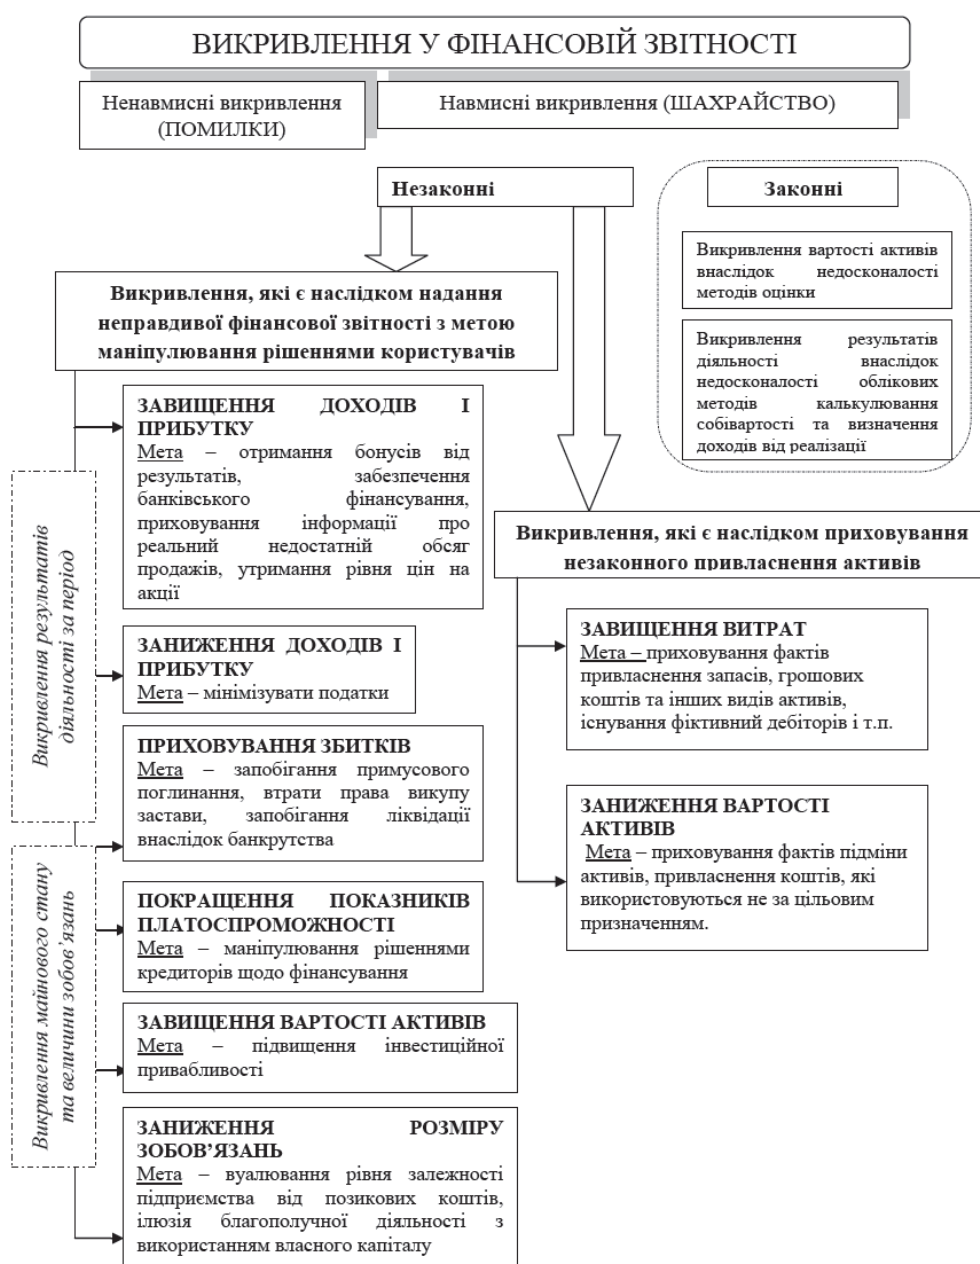 ВИКРИВЛЕННЯ У ФІНАНСОВІЙ ЗВІТНОСТІ
Ненавмисні викривлення
(ПОМИЛКИ)
Навмисні викривлення (ШАХРАЙСТВО)
Незаконні
Законні
Викривлення вартості активів
внаслідок недосконалості
методів оцінки
Викривлення результатів
діяльності внаслідок
недосконалості облікових
методів калькулювання
собівартості та визначення
доходів від реалізації
Викривлення, які є наслідком надання
неправдивої фінансової звітності з метою
маніпулювання рішеннями користувачів
Викривлення результатів
діяльності за період
ЗАВИЩЕННЯ ДОХОДІВ І
ПРИБУТКУ
Мета – отримання бонусів від
результатів, забезпечення
банківського фінансування,
приховування інформації про
реальний недостатній обсяг
продажів, утримання рівня цін на
акції
ЗАНИЖЕННЯ ДОХОДІВ І
ПРИБУТКУ
Мета – мінімізувати податки
ПРИХОВУВАННЯ ЗБИТКІВ
Мета – запобігання примусового
поглинання, втрати права викупу
застави, запобігання ліквідації
внаслідок банкрутства
Викривлення майнового стану
та величини зобов’язань
ПОКРАЩЕННЯ ПОКАЗНИКІВ
ПЛАТОСПРОМОЖНОСТІ
Мета – маніпулювання рішеннями
кредиторів щодо фінансування
ЗАВИЩЕННЯ ВАРТОСТІ АКТИВІВ
Мета – підвищення інвестиційної
привабливості
ЗАНИЖЕННЯ РОЗМІРУ
ЗОБОВ’ЯЗАНЬ
Мета – вуалювання рівня залежності
підприємства від позикових коштів,
ілюзія благополучної діяльності з
використанням власного капіталу
Викривлення, які є наслідком приховування
незаконного привласнення активів
ЗАВИЩЕННЯ ВИТРАТ
Мета – приховування фактів
привласнення запасів, грошових
коштів та інших видів активів,
існування фіктивний дебіторів і т.п.
ЗАНИЖЕННЯ ВАРТОСТІ
АКТИВІВ
Мета – приховування фактів підміни
активів, привласнення коштів, які
використовуються не за цільовим
призначенням.